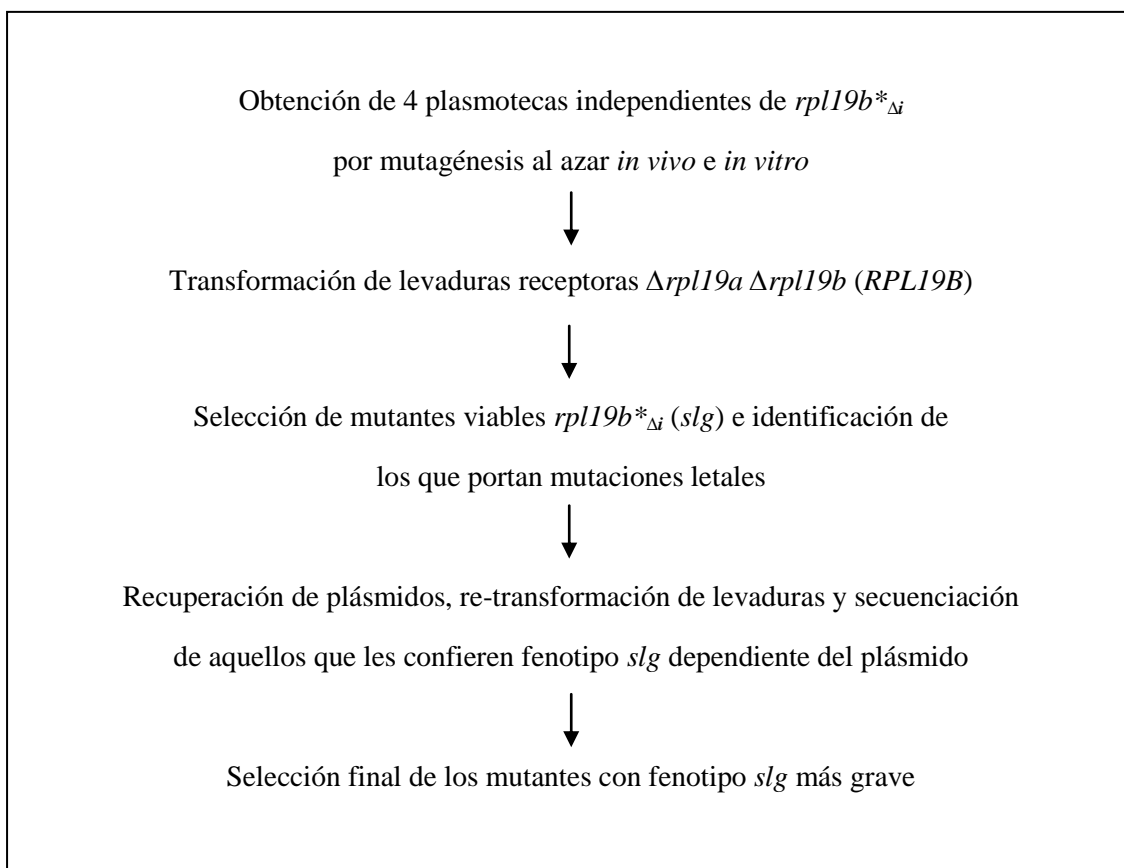 Obtención de 4 plasmotecas independientes de rpl19b*Δi
por mutagénesis al azar in vivo e in vitro
Transformación de levaduras receptoras Δrpl19a Δrpl19b (RPL19B)
Selección de mutantes viables rpl19b*Δi (slg) e identificación de
los que portan mutaciones letales
Recuperación de plásmidos, re-transformación de levaduras y secuenciación
de aquellos que les confieren fenotipo slg dependiente del plásmido
Selección final de los mutantes con fenotipo slg más grave